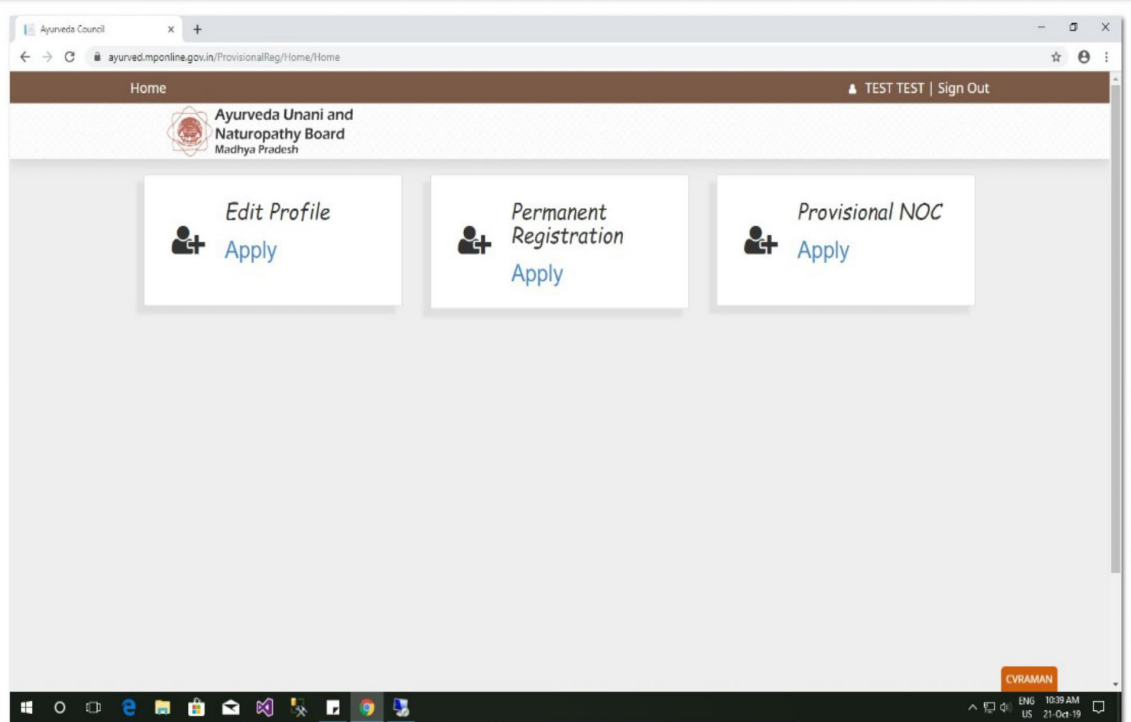 Ayurveda Council
ayurved.mponline.gov.in/ProvisionalReg/Home/Home
Home
TEST TEST | Sign Out
Ayurveda Unani and
Naturopathy Board
Madhya Pradesh
Edit Profile
Apply
Permanent
Registration
Apply
Provisional NOC
Apply
CVRAMAN
ENG 10:39 AM
US 21-Oct-19